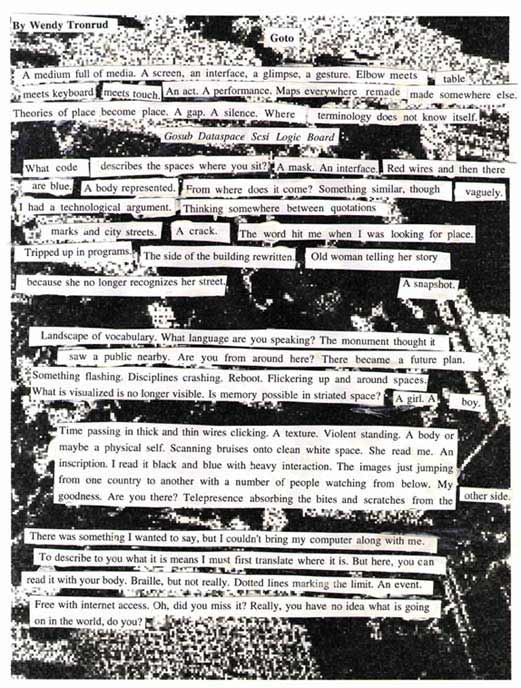 By Wendy Tronrud
Goto
A medium full of media. A screen, an interface, a glimpse, a gesture. Elbow meets table
meets keyboard meets touch. An act. A performance. Maps everywhere remade made somewhere else.
Theories of place become place. A gap. A silence. Where terminology does not know itself.
Gosub Dataspace Scsi Logic Board
What code describes the spaces where you sit? A mask. An interface. Red wires and then there
are blue. A body represented. From where does it come? Something similar, though vaguely.
I had a technological argument. Thinking somewhere between quotations
marks and city streets. A crack. The word hit me when I was looking for place.
Tripped up in programs. The side of the building rewritten. Old woman telling her story
because she no longer recognizes her street. A snapshot.
Landscape of vocabulary. What language are you speaking? The monument thought it
saw a public nearby. Are you from around here? There became a future plan.
Something flashing. Disciplines crashing. Reboot. Flickering up and around spaces.
What is visualized is no longer visible. Is memory possible in striated space? A girl. A boy.
Time passing in thick and thin wires clicking. A texture. Violent standing. A body or
maybe a physical self. Scanning bruises onto clean white space. She read me. An
inscription. I read it black and blue with heavy interaction. The images just jumping
from one country to another with a number of people watching from below. My
goodness. Are you there? Telepresence absorbing the bites and scratches from the other side.
There was something I wanted to say, but I couldn't bring my computer along with me.
To describe to you what it is means I must first translate where it is. But here, you can
read it with your body. Braille, but not really. Dotted lines marking the limit. An event.
Free with internet access. Oh, did you miss it? Really, you have no idea what is going
on in the world, do you?